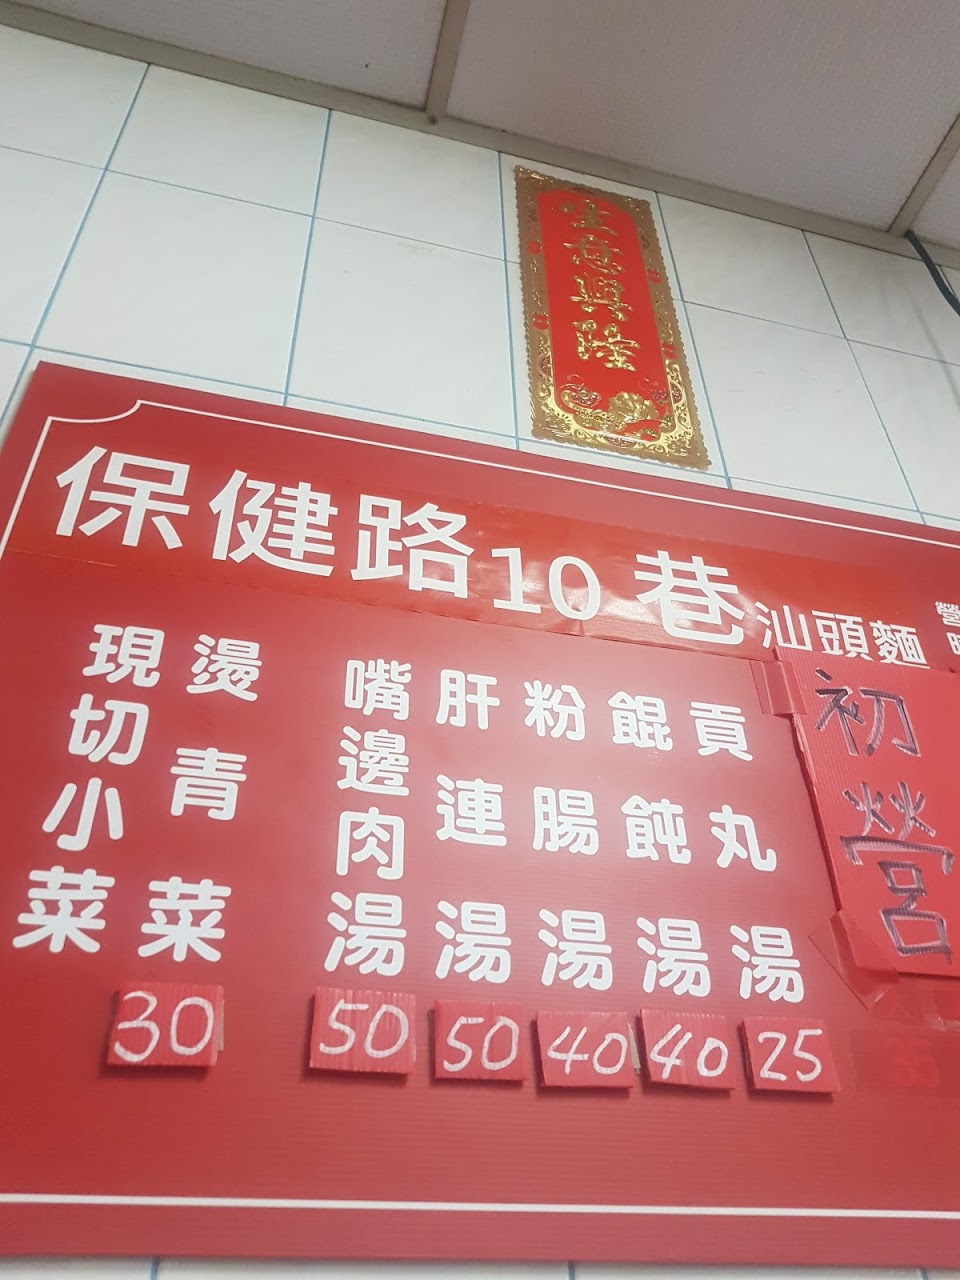 生意興隆
保健路10巷汕頭麵
營
時
初營
貢丸湯 25
餛飩湯 40
粉腸湯 40
肝連湯 50
嘴邊肉湯 50
燙青菜 30
現切小菜